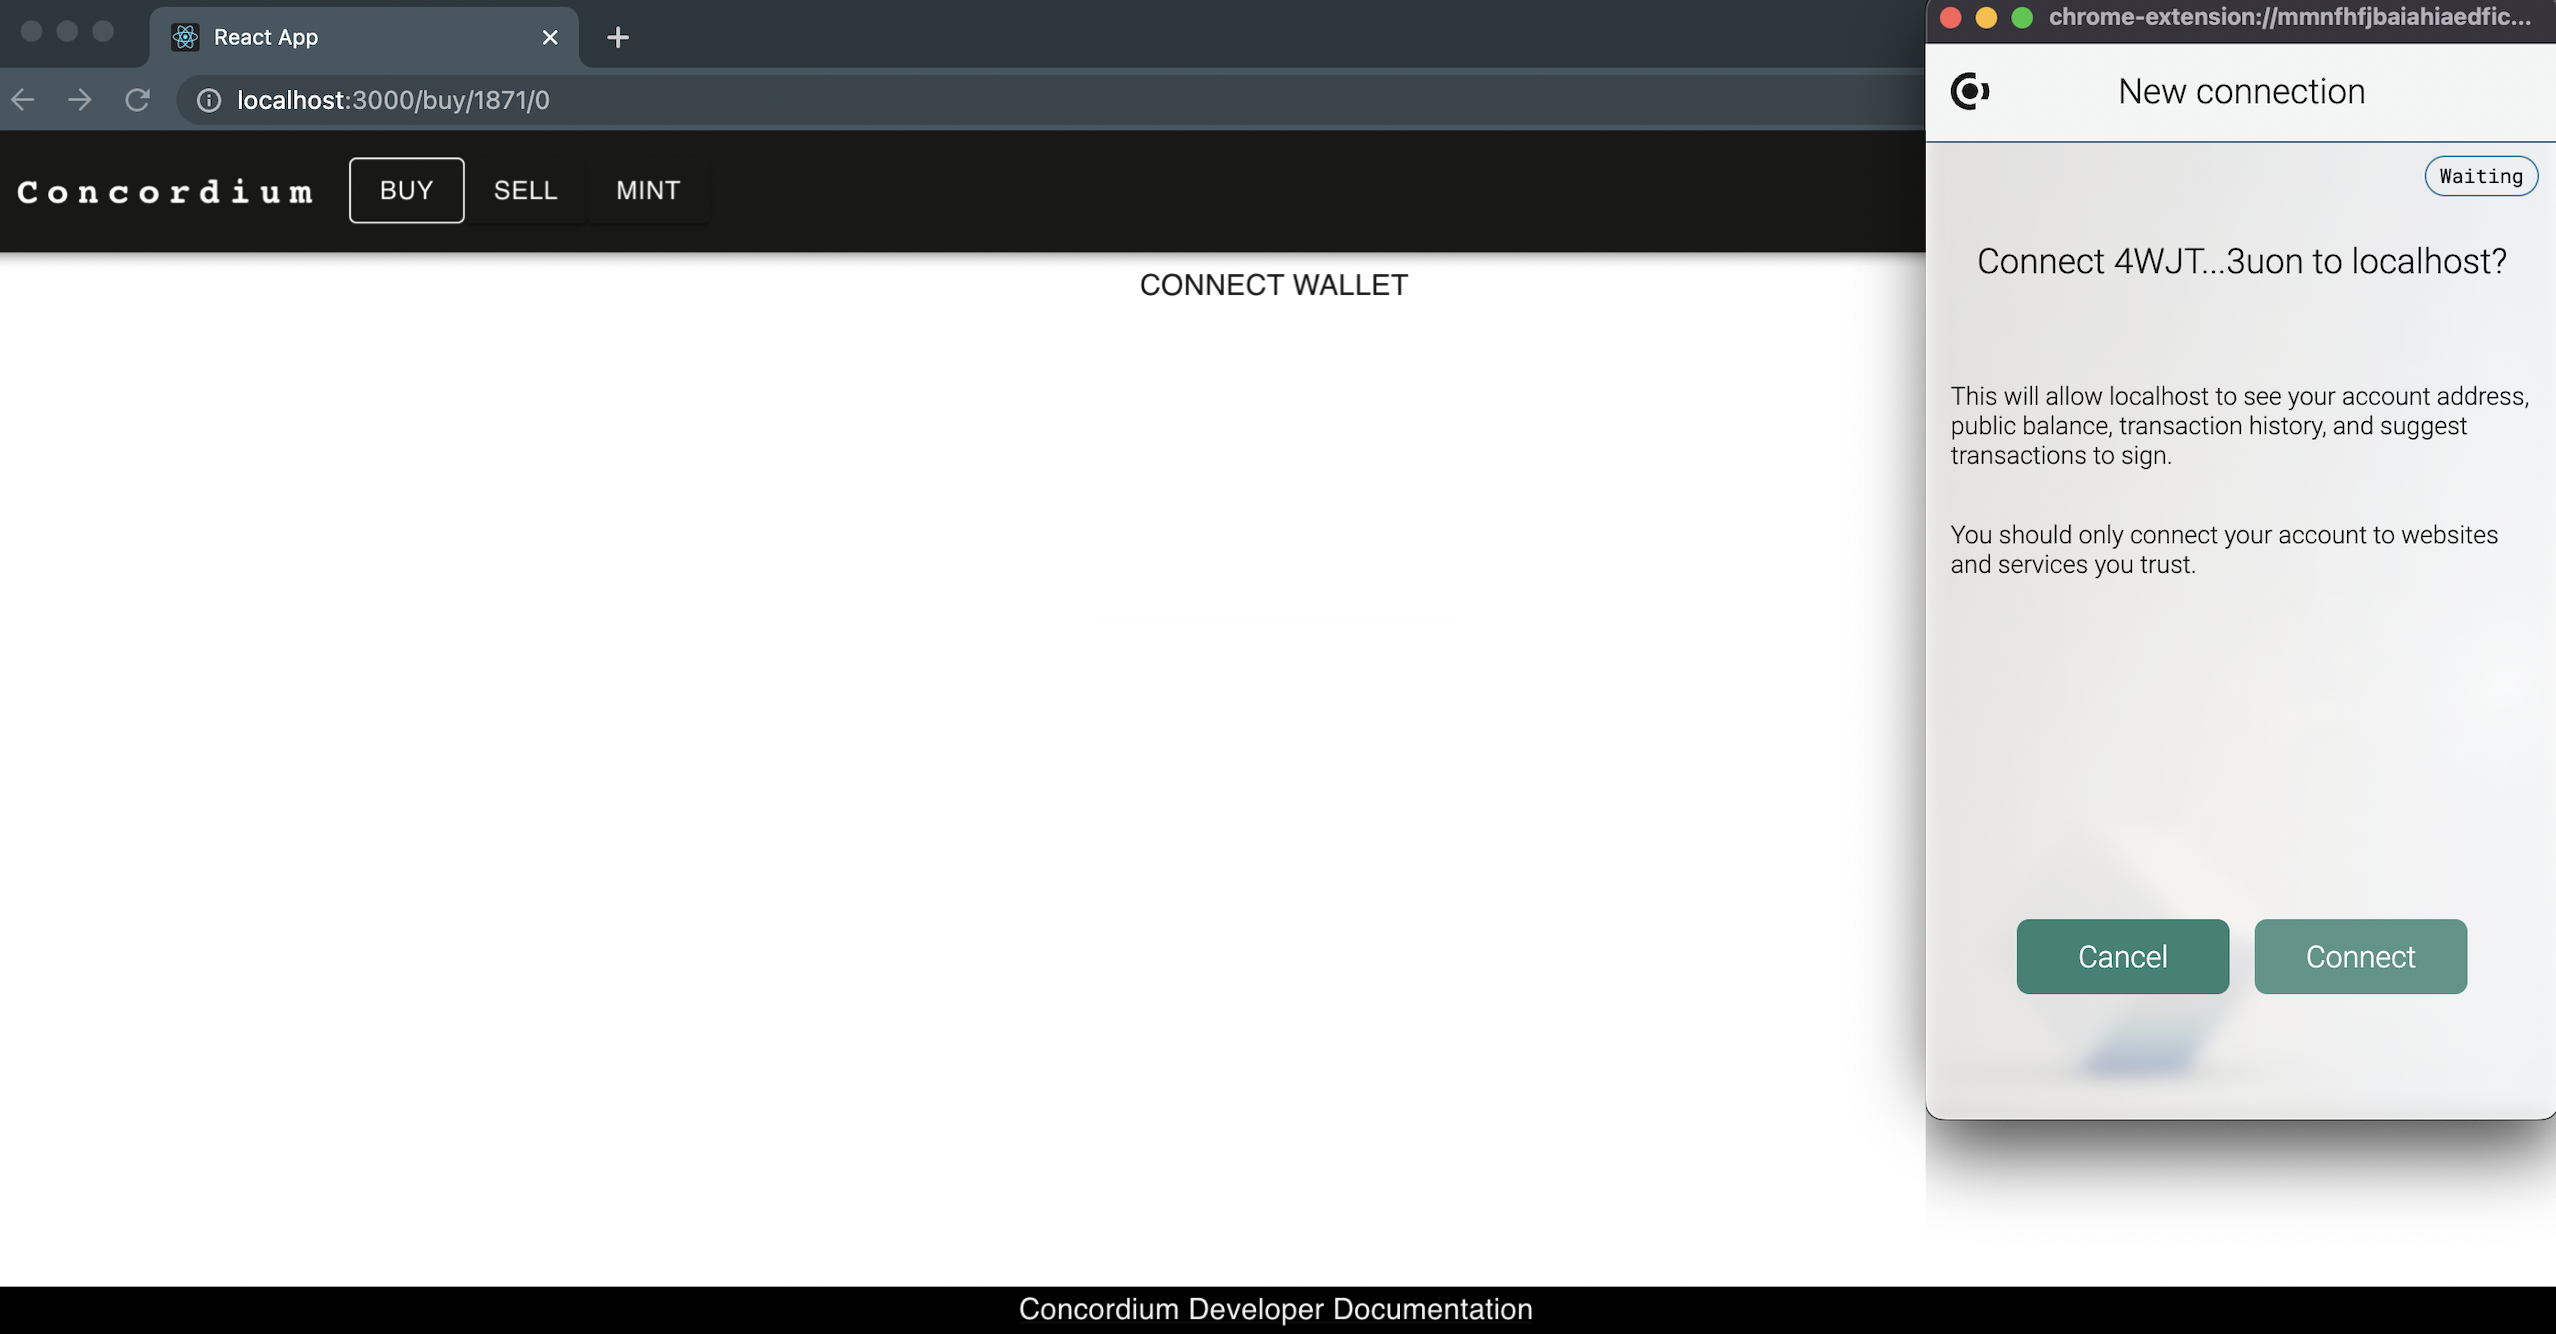 React App
localhost:3000/buy/1871/0
Concordium BUY SELL MINT
CONNECT WALLET
Concordium Developer Documentation
chrome-extension://mmnfhfjbaiahiaedfic...
New connection
Waiting
Connect 4WJT...3uon to localhost?
This will allow localhost to see your account address,
public balance, transaction history, and suggest
transactions to sign.
You should only connect your account to websites
and services you trust.
Cancel Connect